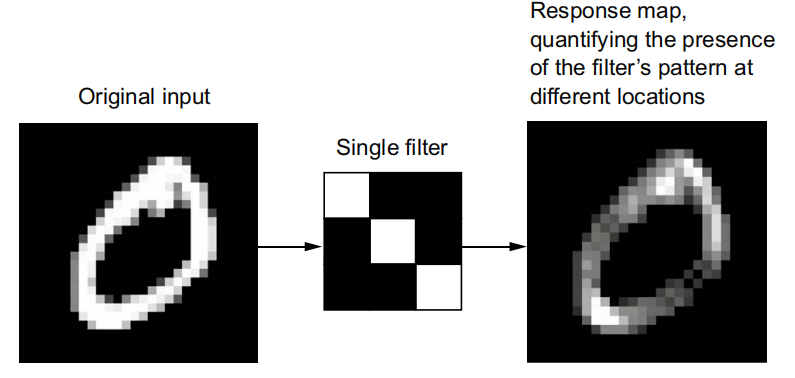 Response map,
quantifying the presence
of the filter’s pattern at
different locations
Original input
Single filter